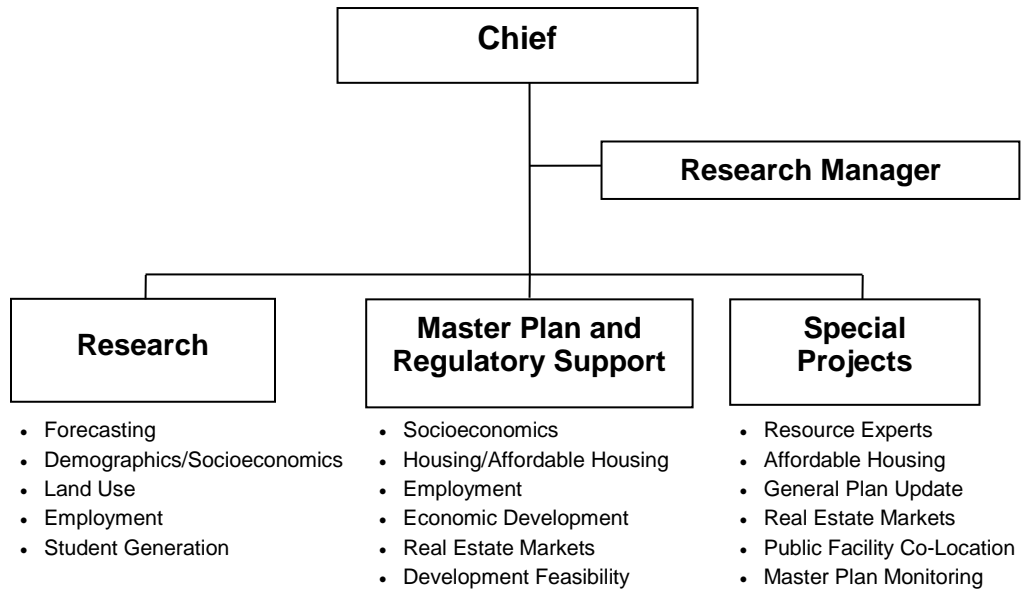 Chief
Research Manager
Research
• Forecasting
• Demographics/Socioeconomics
• Land Use
• Employment
• Student Generation
Master Plan and
Regulatory Support
• Socioeconomics
• Housing/Affordable Housing
• Employment
• Economic Development
• Real Estate Markets
• Development Feasibility
Special
Projects
• Resource Experts
• Affordable Housing
• General Plan Update
• Real Estate Markets
• Public Facility Co-Location
• Master Plan Monitoring